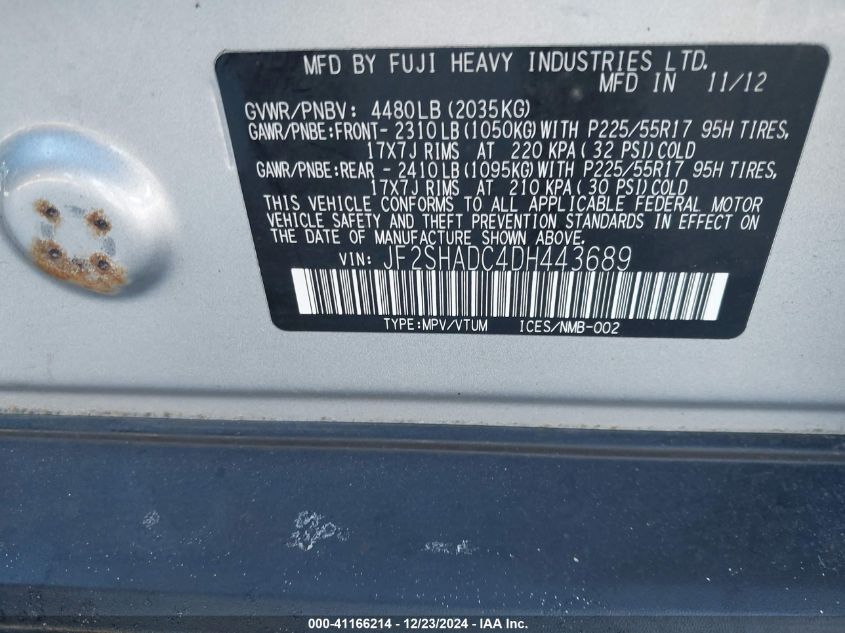 MFD BY FUJI HEAVY INDUSTRIES LTD.
MFD IN 11/12
GVWR/PNBV: 4480LB(2035KG)
GAWR/PNBE:FRONT- 2310LB(1050KG)WITH P225/55R17 95H TIRES,
17X7J RIMS AT 220 KPA(32 PSI)COLD
GAWR/PNBE:REAR - 2410LB(1095KG)WITH P225/55R17 95H TIRES,
17X7J RIMS AT 210 KPA(30 PSI)COLD
THIS VEHICLE CONFORMS TO ALL APPLICABLE FEDERAL MOTOR
VEHICLE SAFETY AND THEFT PREVENTION STANDARDS IN EFFECT ON
THE DATE OF MANUFACTURE SHOWN ABOVE.
VIN: JF2SHADC4DH443689
TYPE:MPV/VTUM ICES/NMB-002
000-41166214 - 12/23/2024 - IAA Inc.